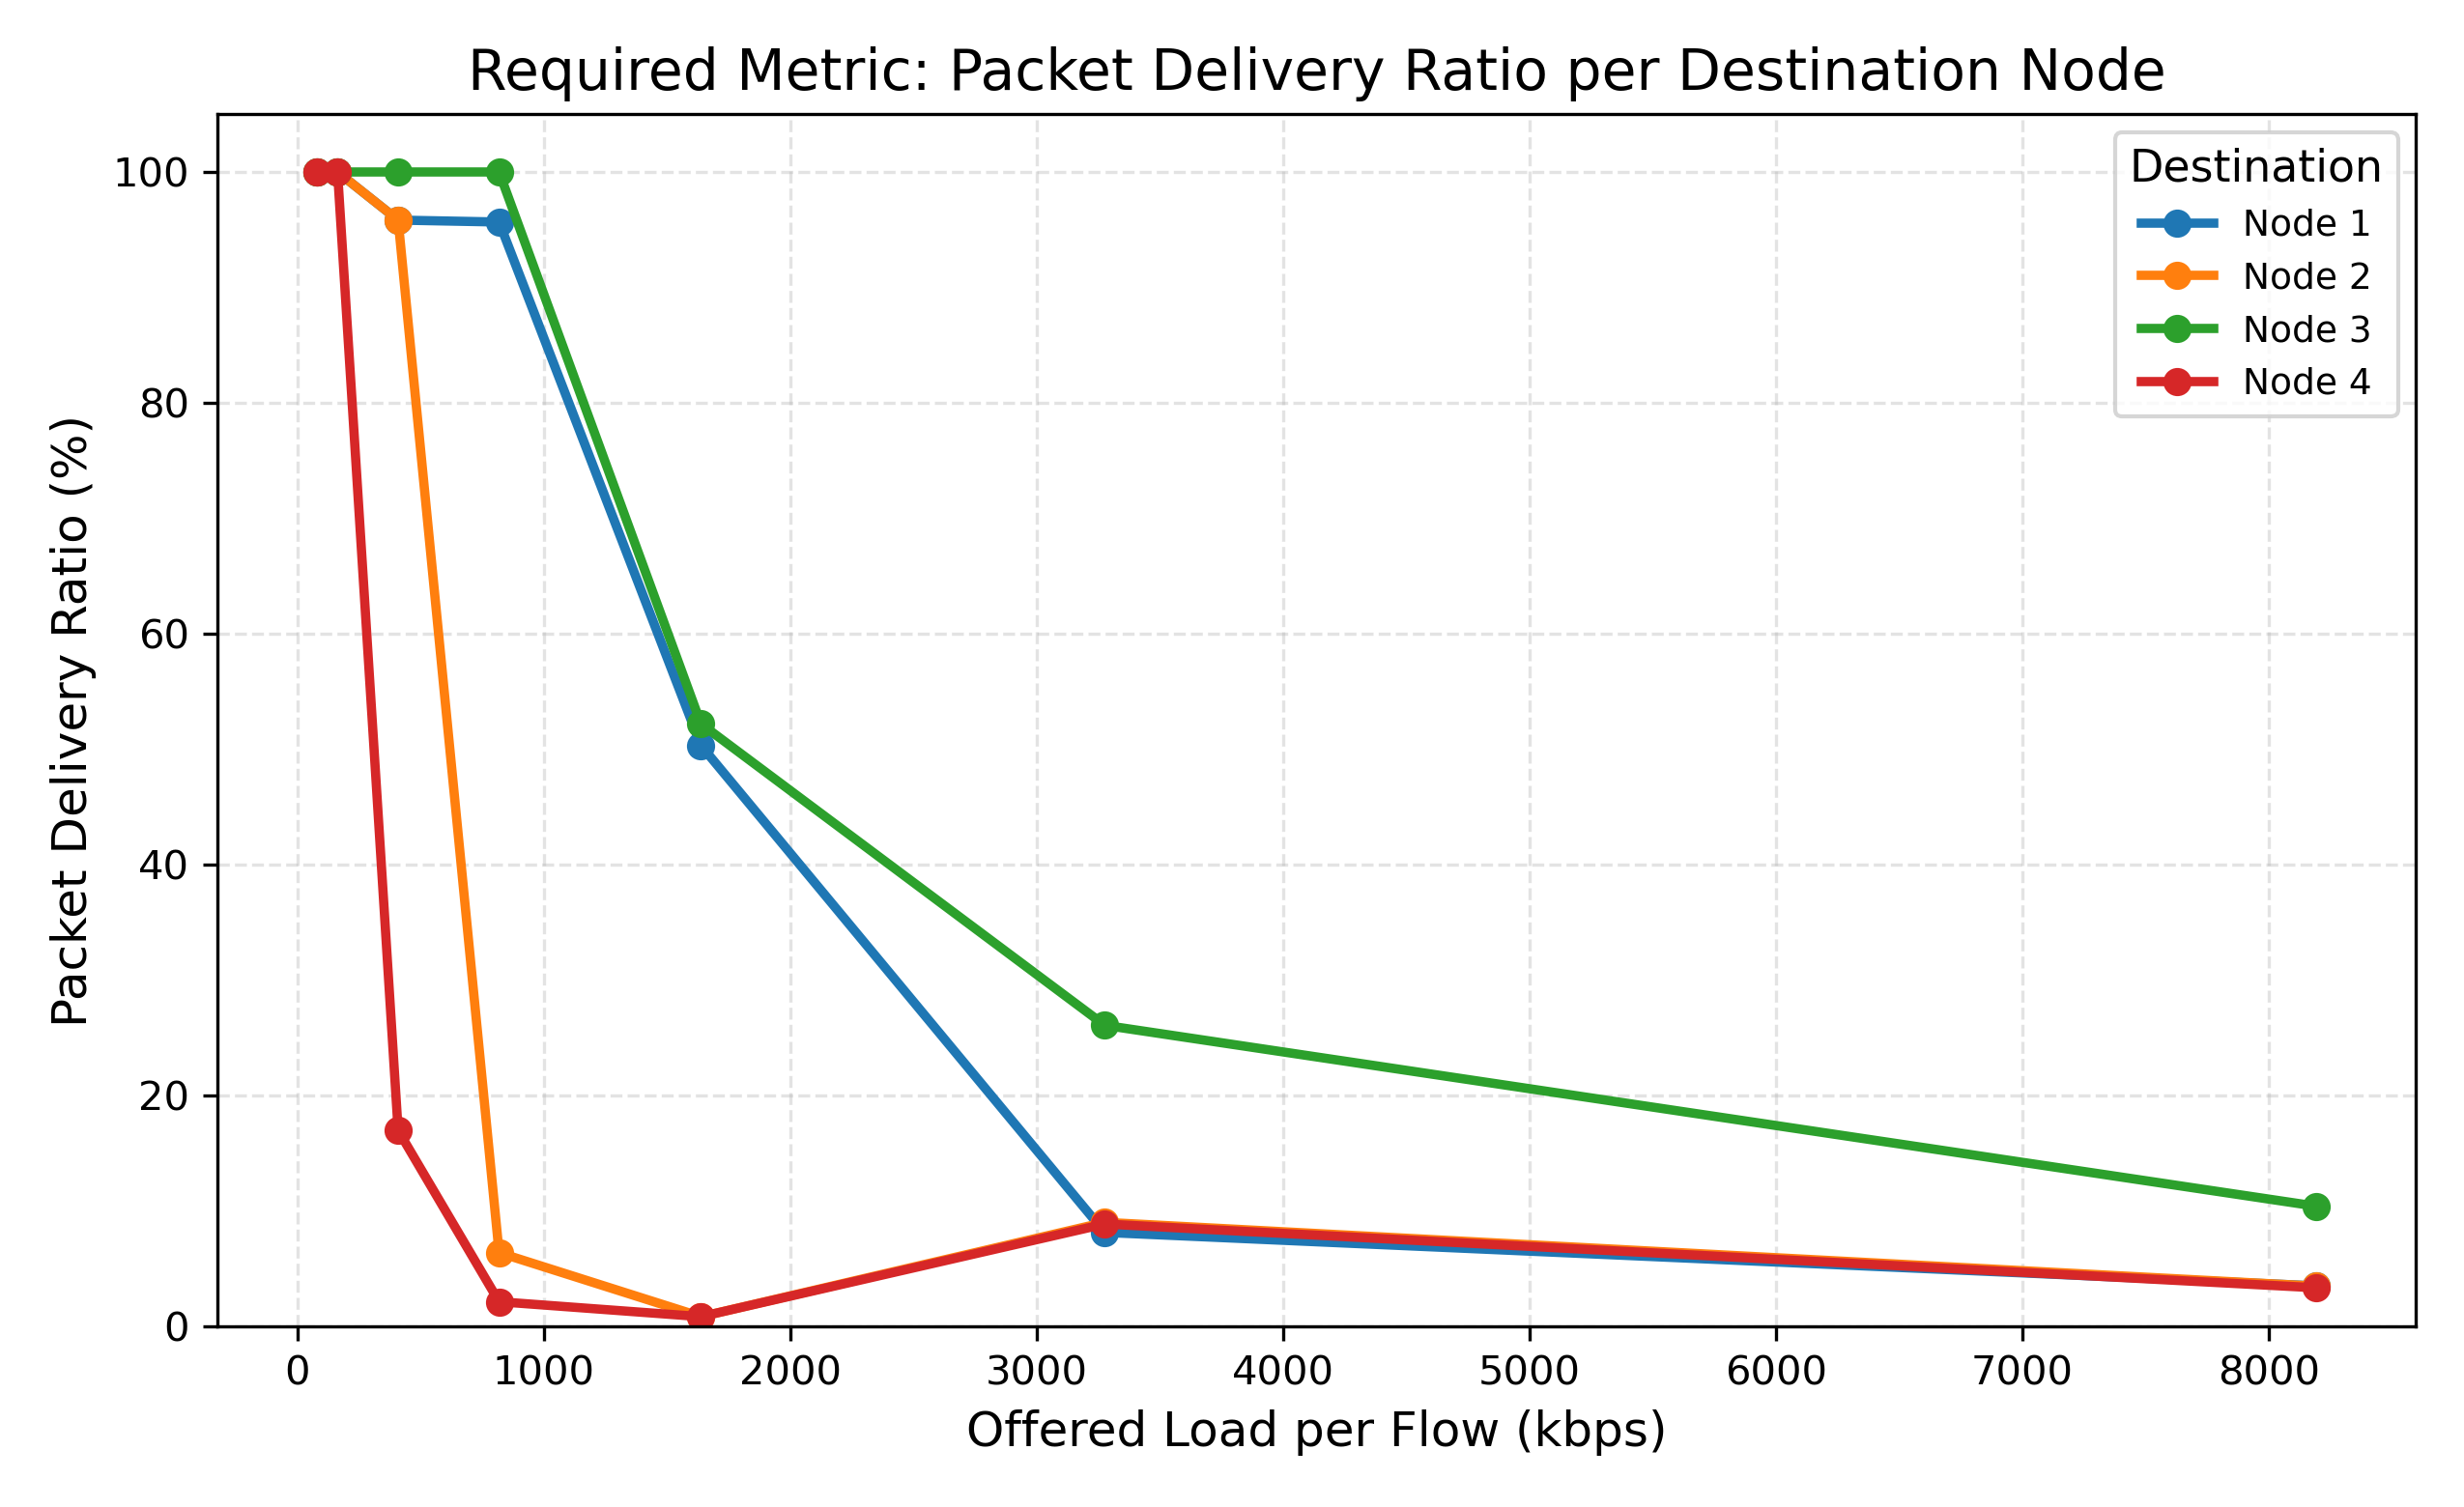 Required Metric: Packet Delivery Ratio per Destination Node
Packet Delivery Ratio (%)
100
80
60
40
20
0
Destination
Node 1
Node 2
Node 3
Node 4
0 1000 2000 3000 4000 5000 6000 7000 8000
Offered Load per Flow (kbps)